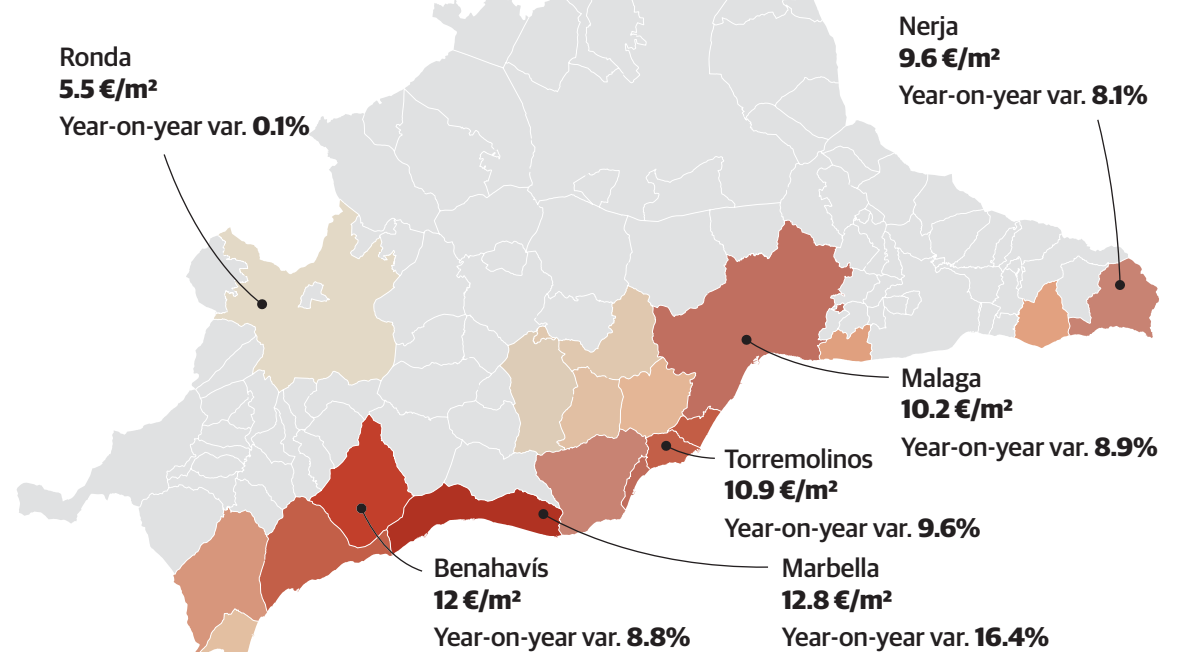 Ronda
5.5 €/m²
Year-on-year var. 0.1%
Nerja
9.6 €/m²
Year-on-year var. 8.1%
Malaga
10.2 €/m²
Year-on-year var. 8.9%
Torremolinos
10.9 €/m²
Year-on-year var. 9.6%
Benahavís
12 €/m²
Year-on-year var. 8.8%
Marbella
12.8 €/m²
Year-on-year var. 16.4%